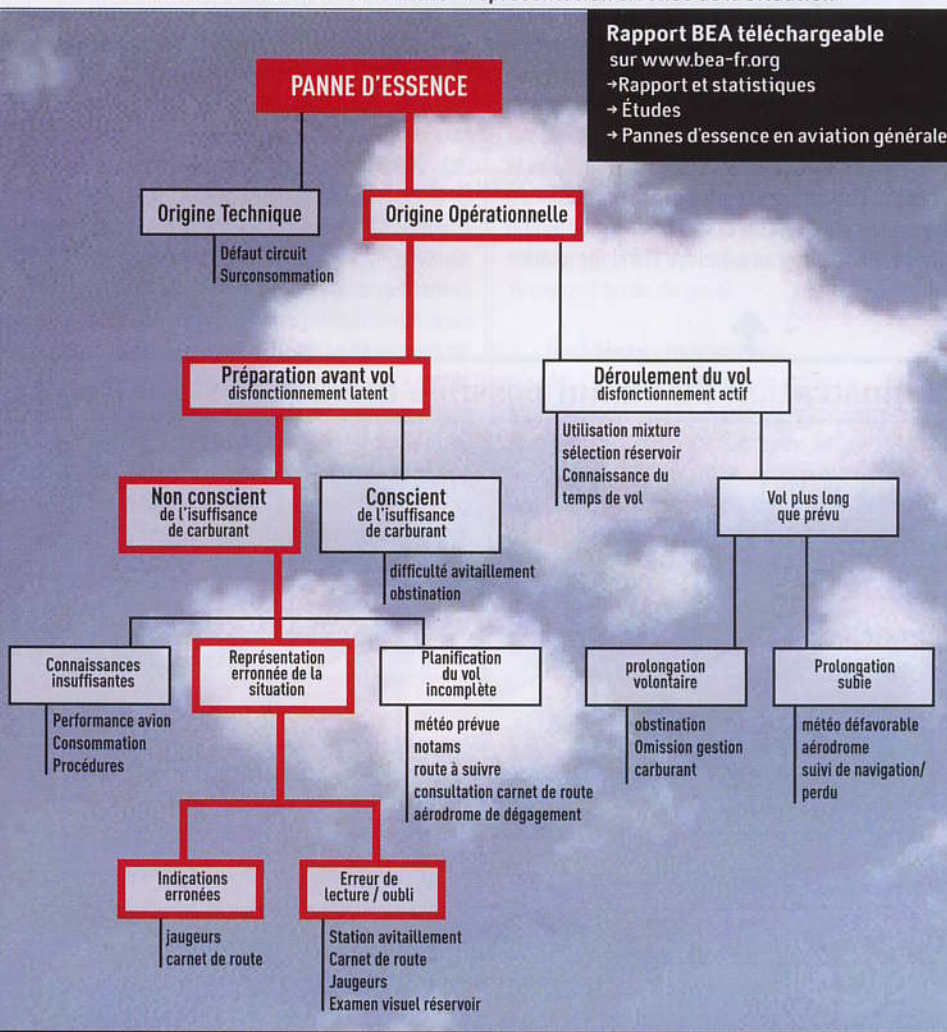 Rapport BEA téléchargeable
sur www.bea-fr.org
→Rapport et statistiques
→ Études
→ Pannes d'essence en aviation générale
PANNE D'ESSENCE
Origine Technique
Défaut circuit
Surconsommation
Origine Opérationnelle
Préparation avant vol
disfonctionnement latent
Déroulement du vol
disfonctionement actif
Utilisation mixture
sélection réservoir
Connaissance du
temps de vol
Non conscient
de l'isuffisance
de carburant
Conscient
de l'isuffisance
de carburant
difficulté avitaillement
obstination
Vol plus long
que prévu
Connaissances
insuffisantes
Performance avion
Consommation
Procédures
Représentation
erronnée de la
situation
Planification
du vol
incomplète
météo prévue
notams
route à suivre
consultation carnet de route
aérodrome de dégagement
prolongation
volontaire
obstination
Omission gestion
carburant
Prolongation
subie
météo défavorable
aérodrome
suivi de navigation/
perdu
Indications
erronées
jaugeurs
carnet de route
Erreur de
lecture / oubli
Station avitaillement
Carnet de route
Jaugeurs
Examen visuel réservoir